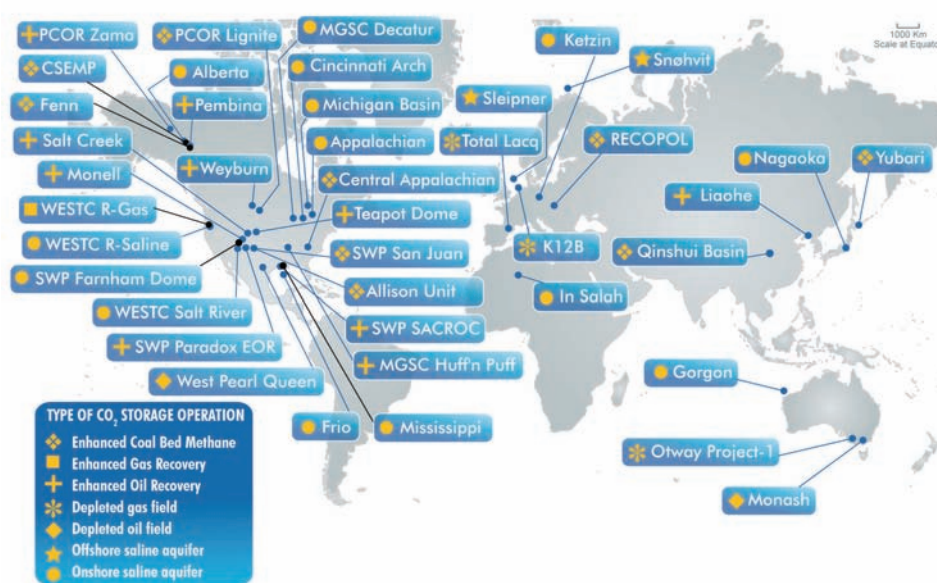 1000 Km
Scale at Equato
PCOR Zama
PCOR Lignite
MGSC Decatur
Ketzin
Snøhvit
CSEMP
Alberta
Cincinnati Arch
Fenn
Pembina
Michigan Basin
Sleipner
Salt Creek
Appalachian
Total Lacq
RECOPOL
Nagaoka
Yubari
Monell
Weyburn
Central Appalachian
Liaohe
WESTC R-Gas
Teapot Dome
WESTC R-Saline
SWP San Juan
K12B
Qinshui Basin
SWP Farnham Dome
Allison Unit
In Salah
WESTC Salt River
SWP SACROC
SWP Paradox EOR
MGSC Huff'n Puff
West Pearl Queen
Gorgon
Frio
Mississippi
Otway Project-1
Monash
TYPE OF CO₂ STORAGE OPERATION
Enhanced Coal Bed Methane
Enhanced Gas Recovery
Enhanced Oil Recovery
Depleted gas field
Depleted oil field
Offshore saline aquifer
Onshore saline aquifer